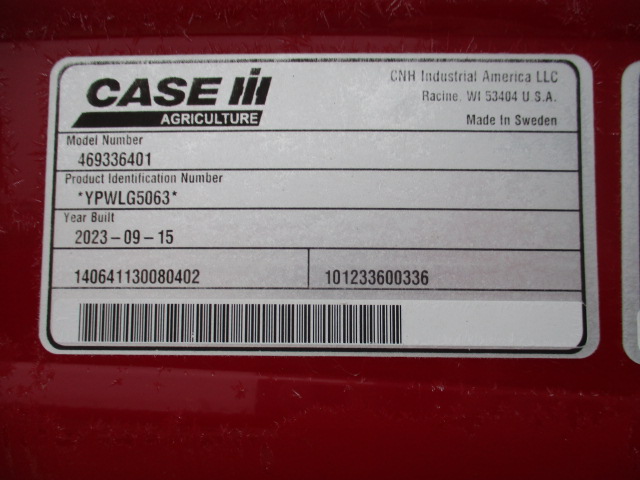 CASE IH
AGRICULTURE
CNH Industrial America LLC
Racine, WI 53404 U.S.A.
Made In Sweden
Model Number
469336401
Product Identification Number
*YPWLG5063*
Year Built
2023-09-15
140641130080402
101233600336